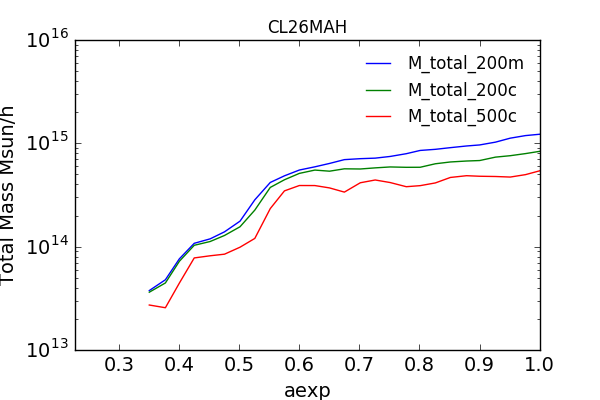 CL26MAH
10^16
10^15
10^14
10^13
Total Mass Msun/h
M_total_200m
M_total_200c
M_total_500c
0.3 0.4 0.5 0.6 0.7 0.8 0.9 1.0
aexp